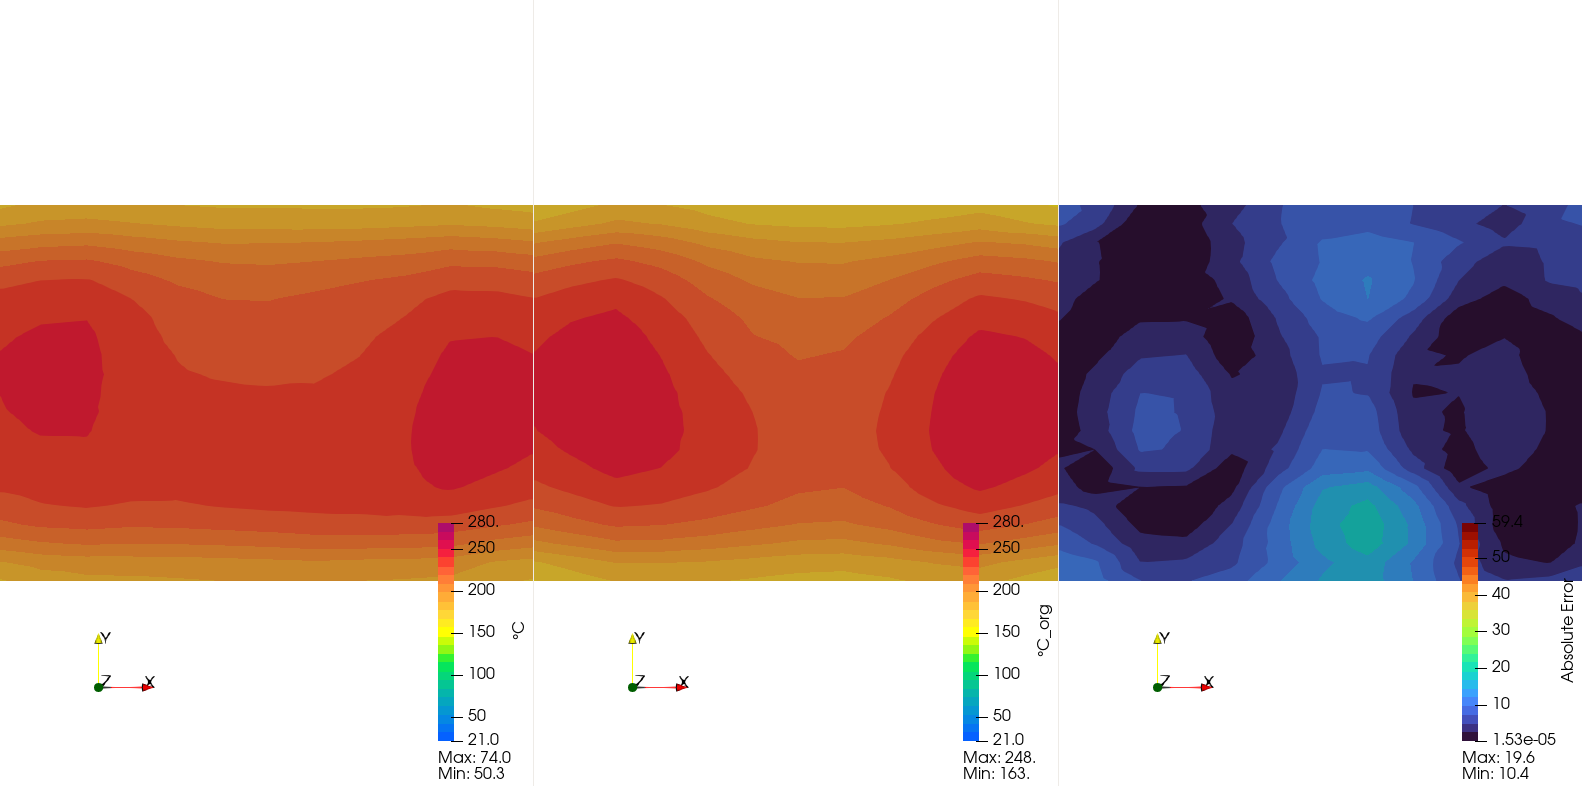 280.
250
200
150
100
50
21.0
°C
Max: 74.0
Min: 50.3
Y
Z
X
280.
250
200
150
100
50
21.0
°C_org
Max: 248.
Min: 163.
Y
Z
X
59.4
50
40
30
20
10
1.53e-05
Absolute Error
Max: 19.6
Min: 10.4
Y
Z
X